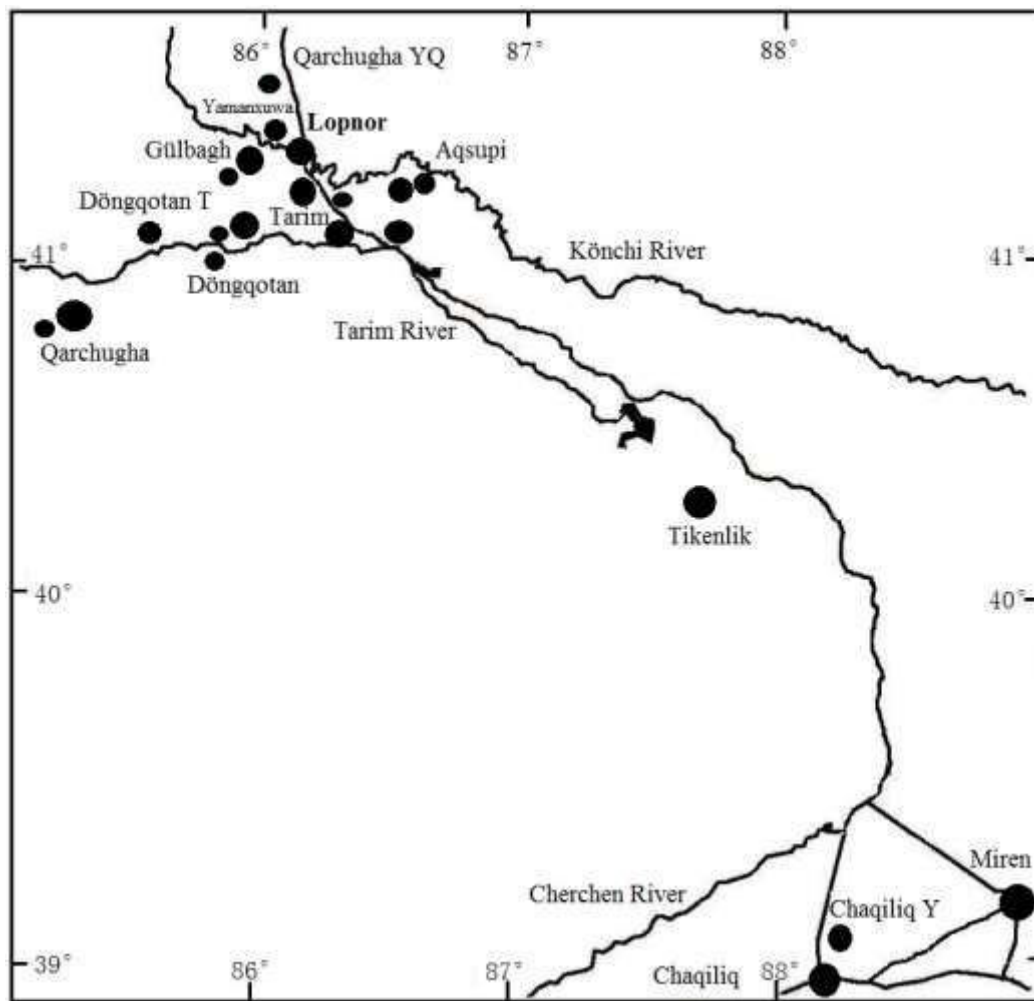 86°
87°
88°
Qarchugha YQ
Yamanxuwa
Lopnor
Gülbagh
Aqsupi
Döngqotan T
Tarim
41°
41°
Könchi River
Döngqotan
Tarim River
Qarchugha
Tikenlik
40°
40°
Miren
Cherchen River
Chaqiliq Y
39°
86°
87°
Chaqiliq
88°